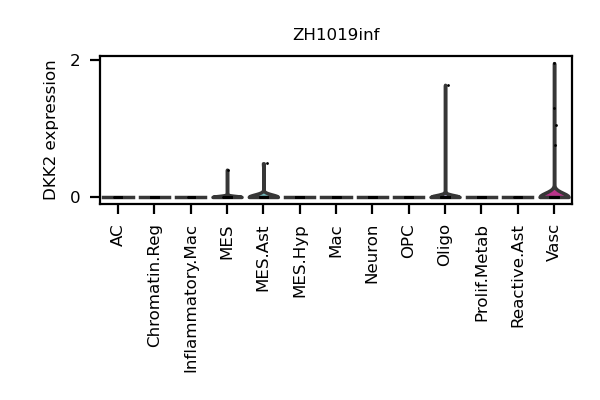 ZH1019inf
DKK2 expression
2
0
AC
Chromatin.Reg
Inflammatory.Mac
MES
MES.Ast
MES.Hyp
Mac
Neuron
OPC
Oligo
Prolif.Metab
Reactive.Ast
Vasc